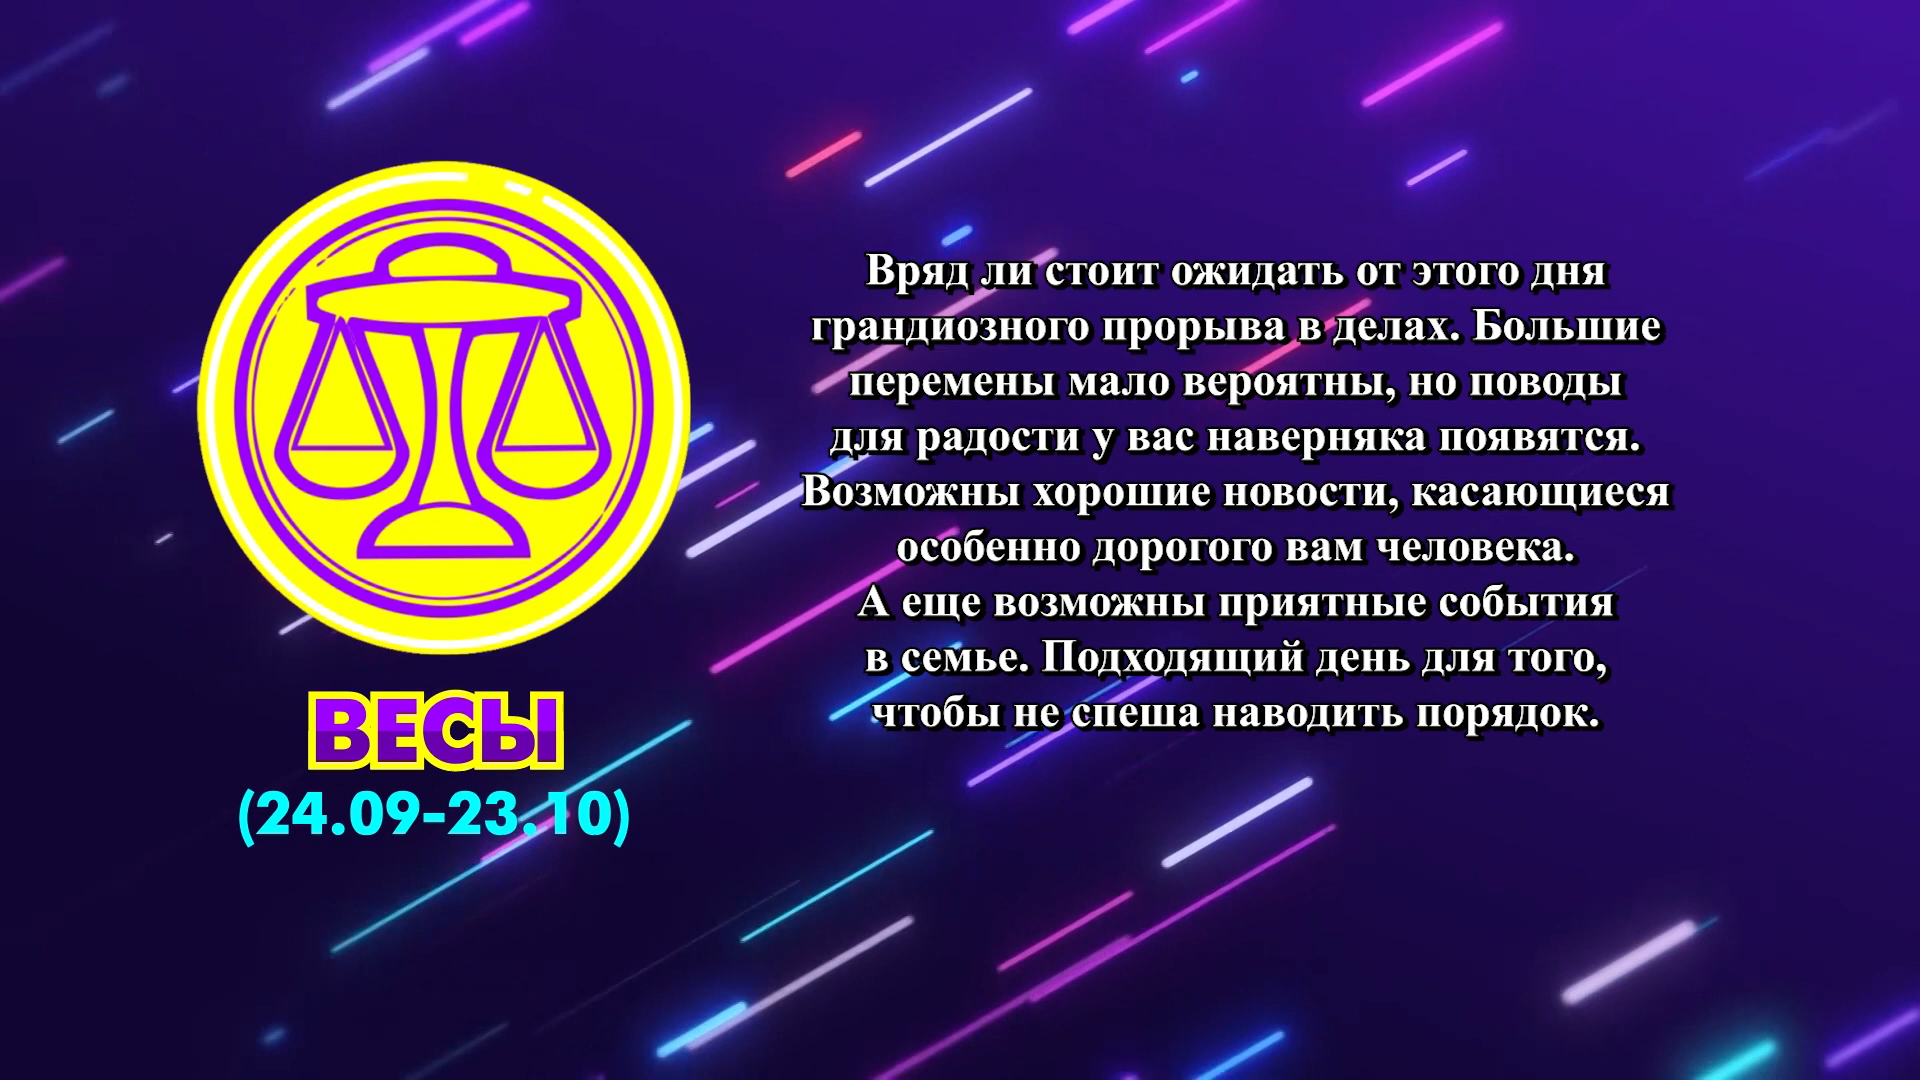 Вряд ли стоит ожидать от этого дня
грандиозного прорыва в делах. Большие
перемены мало вероятны, но поводы
для радости у вас наверняка появятся.
Возможны хорошие новости, касающиеся
особенно дорогого вам человека.
А еще возможны приятные события
в семье. Подходящий день для того,
чтобы не спеша наводить порядок.
ВЕСЫ
(24.09-23.10)